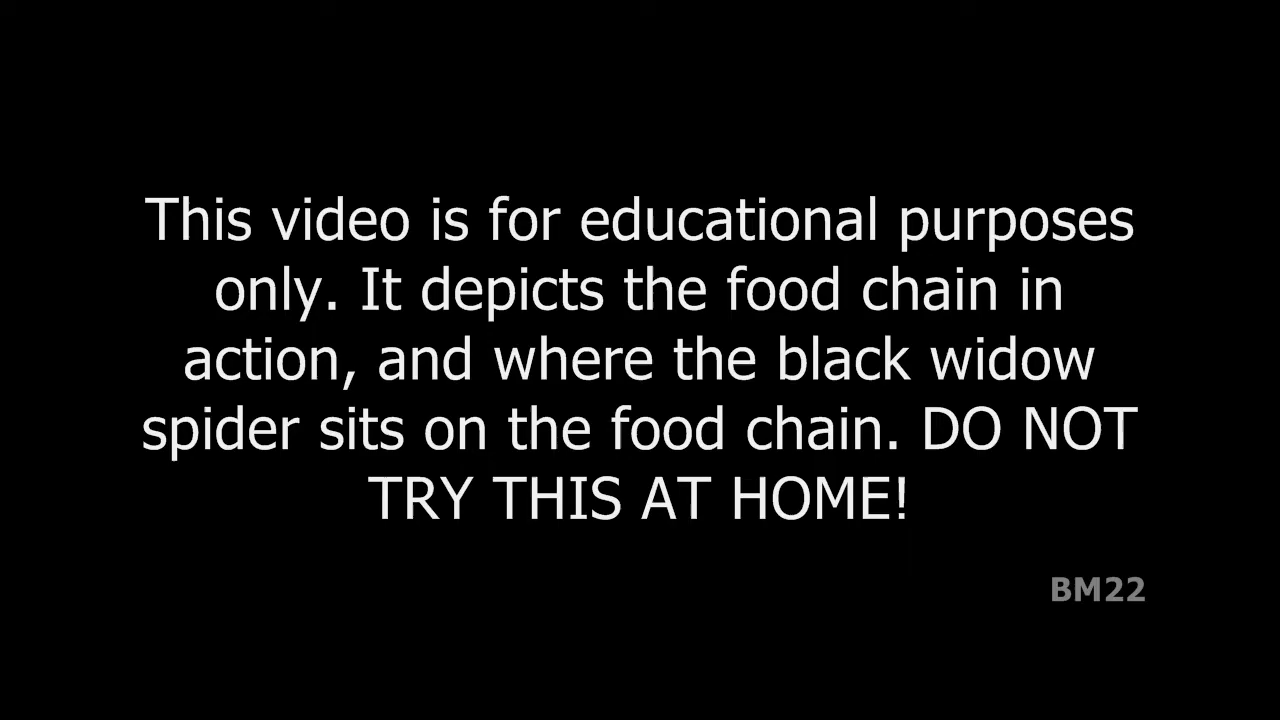 This video is for educational purposes
only. It depicts the food chain in
action, and where the black widow
spider sits on the food chain. DO NOT
TRY THIS AT HOME!
BM22